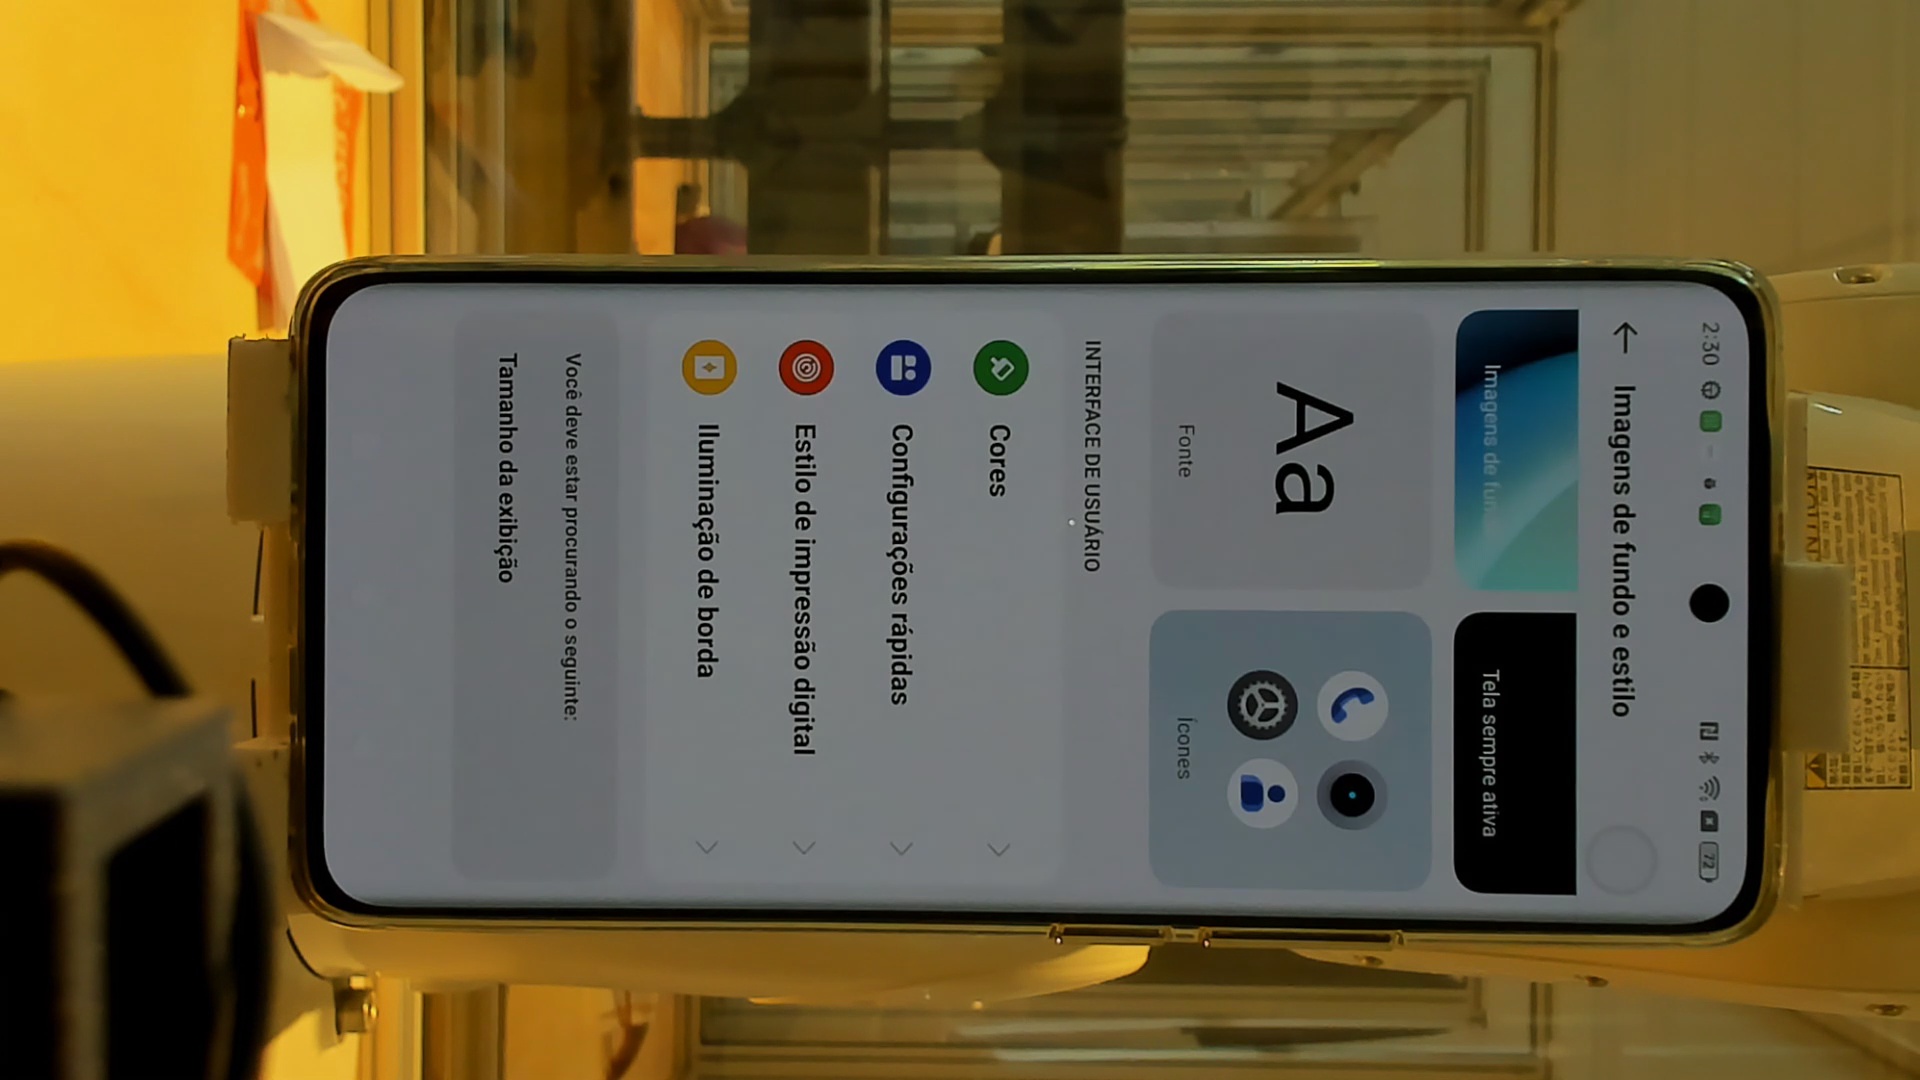 2:30
72
Imagens de fundo e estilo
Imagens de fun
Tela sempre ativa
Aa
Fonte
Ícones
INTERFACE DE USUÁRIO
Cores
Configurações rápidas
Estilo de impressão digital
Iluminação de borda
Você deve estar procurando o seguinte:
Tamanho da exibição